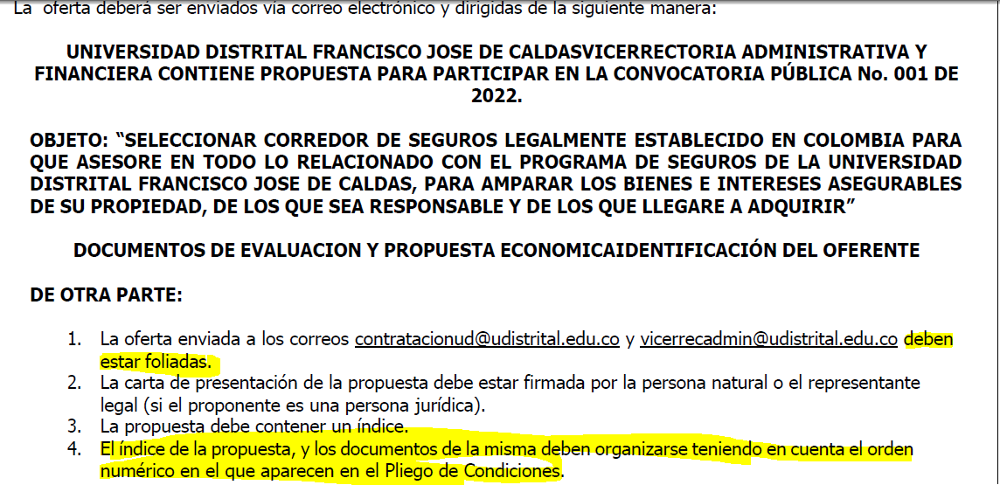 La oferta deberá ser enviados vía correo electrónico y dirigidas de la siguiente manera:
UNIVERSIDAD DISTRITAL FRANCISCO JOSE DE CALDASVICERRECTORIA ADMINISTRATIVA Y
FINANCIERA CONTIENE PROPUESTA PARA PARTICIPAR EN LA CONVOCATORIA PÚBLICA No. 001 DE
2022.
OBJETO: “SELECCIONAR CORREDOR DE SEGUROS LEGALMENTE ESTABLECIDO EN COLOMBIA PARA
QUE ASESORE EN TODO LO RELACIONADO CON EL PROGRAMA DE SEGUROS DE LA UNIVERSIDAD
DISTRITAL FRANCISCO JOSE DE CALDAS, PARA AMPARAR LOS BIENES E INTERESES ASEGURABLES
DE SU PROPIEDAD, DE LOS QUE SEA RESPONSABLE Y DE LOS QUE LLEGARE A ADQUIRIR”
DOCUMENTOS DE EVALUACION Y PROPUESTA ECONOMICAIDENTIFICACIÓN DEL OFERENTE
DE OTRA PARTE:
1. La oferta enviada a los correos contratacionud@udistrital.edu.co y vicerrecadmin@udistrital.edu.co deben
estar foliadas.
2. La carta de presentación de la propuesta debe estar firmada por la persona natural o el representante
legal (si el proponente es una persona jurídica).
3. La propuesta debe contener un índice.
4. El índice de la propuesta, y los documentos de la misma deben organizarse teniendo en cuenta el orden
numérico en el que aparecen en el Pliego de Condiciones.